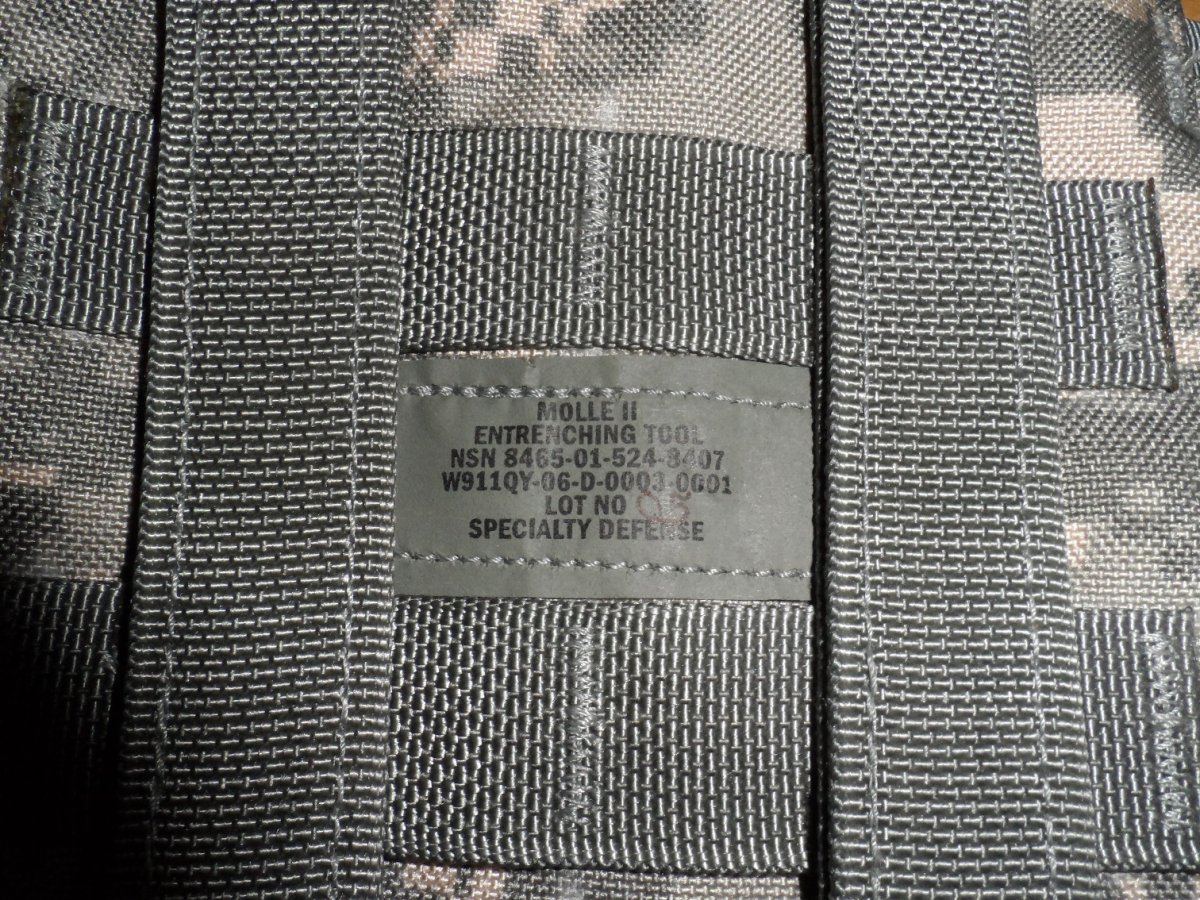 MOLLE II
ENTRENCHING TOOL
NSN 8465-01-524-8407
W911QY-06-D-0003-0001
LOT NO
SPECIALTY DEFENSE